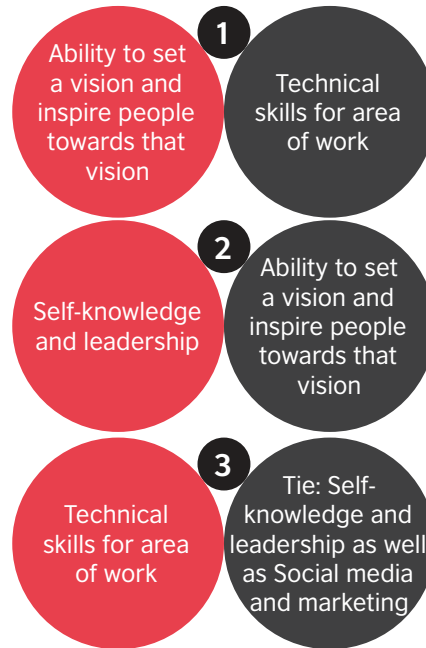 1
Ability to set
a vision and
inspire people
towards that
vision
Technical
skills for area
of work
2
Self-knowledge
and leadership
Ability to set
a vision and
inspire people
towards that
vision
3
Technical
skills for area
of work
Tie: Self-
knowledge and
leadership as well
as Social media
and marketing